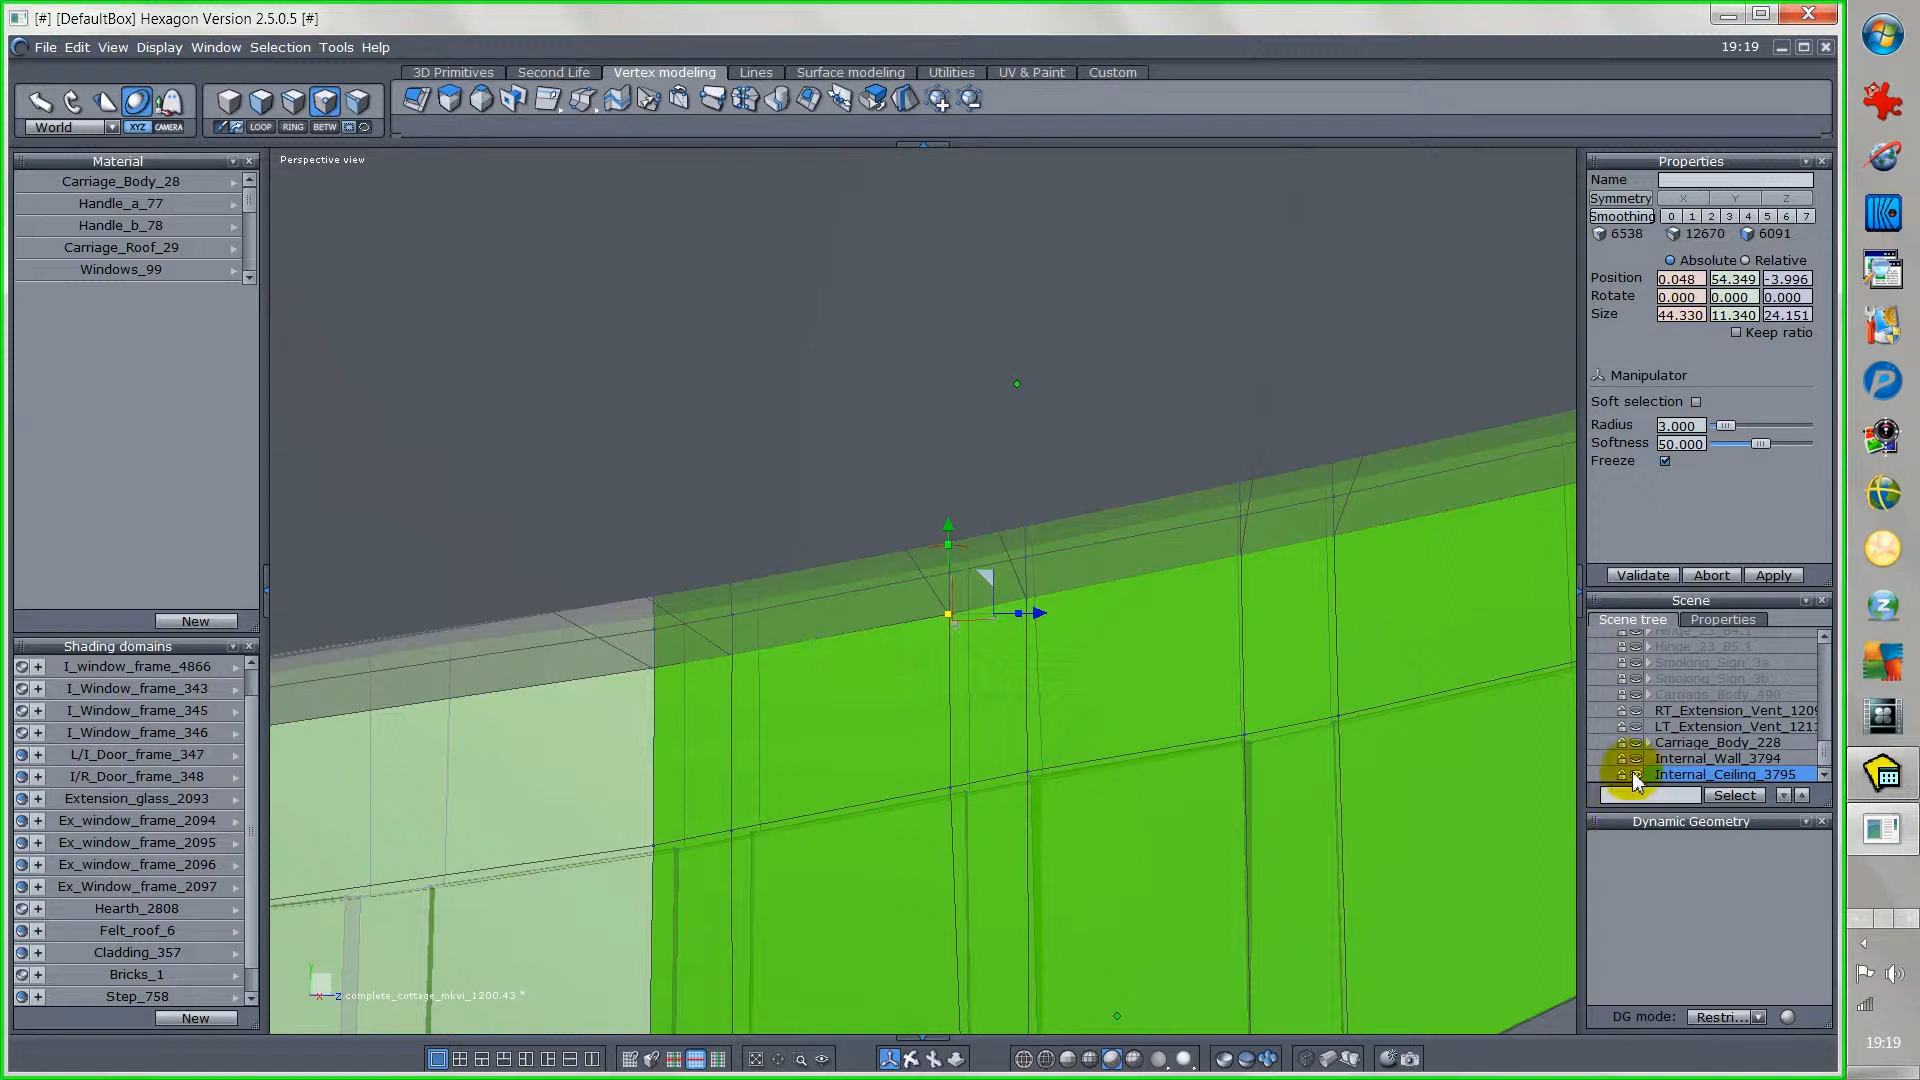 [#] [DefaultBox] Hexagon Version 2.5.0.5 [#]
File Edit View Display Window Selection Tools Help
19:19
3D Primitives Second Life Vertex modeling Lines Surface modeling Utilities UV & Paint Custom
World
XYZ CAMERA
LOOP RING BETW
Material
Carriage_Body_28
Handle_a_77
Handle_b_78
Carriage_Roof_29
Windows_99
New
Shading domains
I_window_frame_4866
I_Window_frame_343
I_Window_frame_345
I_Window_frame_346
L/I_Door_frame_347
I/R_Door_frame_348
Extension_glass_2093
Ex_window_frame_2094
Ex_window_frame_2095
Ex_window_frame_2096
Ex_Window_frame_2097
Hearth_2808
Felt_roof_6
Cladding_357
Bricks_1
Step_758
New
Perspective view
Y
X Z complete_cottage_mkvi_1200.43 *
Properties
Name
Symmetry X Y Z
Smoothing 0 1 2 3 4 5 6 7
6538 12670 6091
Absolute Relative
Position 0.048 54.349 -3.996
Rotate 0.000 0.000 0.000
Size 44.330 11.340 24.151
Keep ratio
Manipulator
Soft selection
Radius 3.000
Softness 50.000
Freeze
Validate Abort Apply
Scene
Scene tree Properties
Hinge_23_B4.1
Hinge_23_B5.1
Smoking_Sign_3a
Smoking_Sign_3b
Carriage_Body_490
RT_Extension_Vent_1209
LT_Extension_Vent_1211
Carriage_Body_228
Internal_Wall_3794
Internal_Ceiling_3795
Select
Dynamic Geometry
DG mode: Restri...
19:19